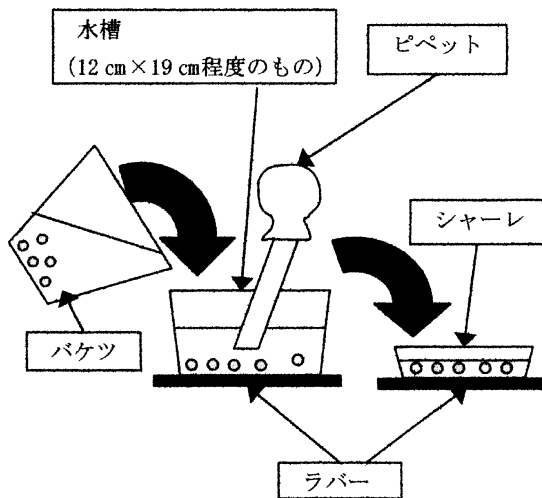 水槽
(12 cm×19 cm程度のもの)
ピペット
シャーレ
バケツ
ラバー